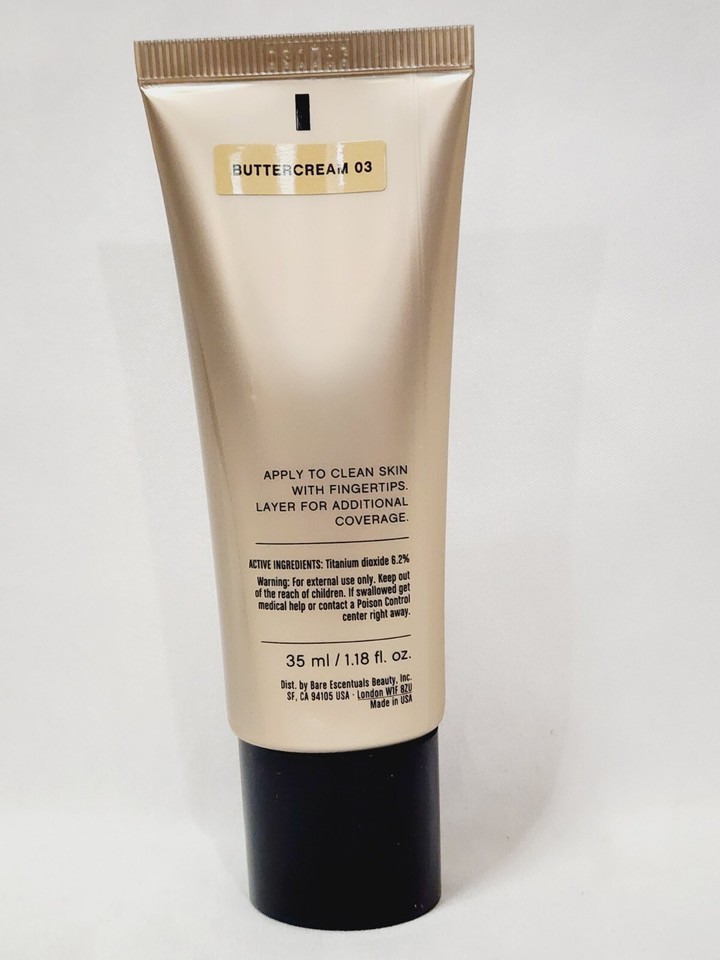 BUTTERCREAM 03
APPLY TO CLEAN SKIN
WITH FINGERTIPS.
LAYER FOR ADDITIONAL
COVERAGE.
ACTIVE INGREDIENTS: Titanium dioxide 6.2%
Warning: For external use only. Keep out
of the reach of children. If swallowed get
medical help or contact a Poison Control
center right away.
35 ml / 1.18 fl. oz.
Dist. by Bare Escentuals Beauty, Inc.
SF, CA 94105 USA · London W1F 8ZU
Made in USA